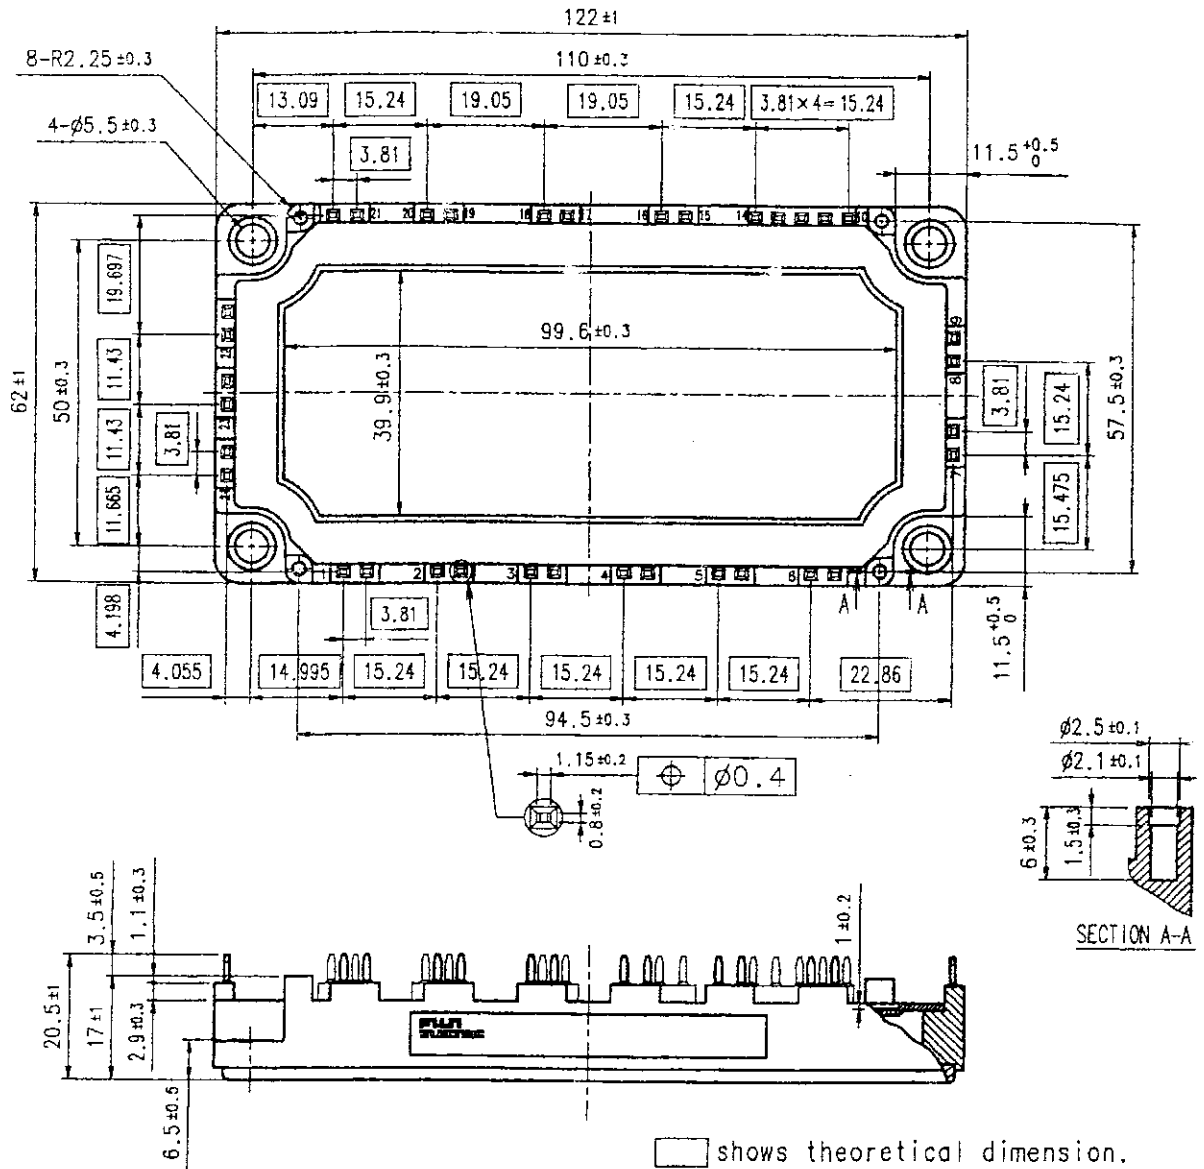 122 ±1
8-R2.25 ±0.3
110 ±0.3
13.09 15.24 19.05 19.05 15.24 3.81×4=15.24
4-ø5.5 ±0.3
3.81
11.5 +0.5 0
21 20 19 18 17 16 15 14 10
19.697
11.43
11.43
3.81
11.665
4.198
62 ±1
50 ±0.3
99.6 ±0.3
39.9 ±0.3
22
23
24
9
8
7
3.81
15.24
15.475
57.5 ±0.3
11.5 +0.5 0
1 2 3 4 5 6
A A
3.81
4.055 14.995 15.24 15.24 15.24 15.24 15.24 22.86
94.5 ±0.3
1.15 ±0.2
ø0.4
0.8 ±0.2
ø2.5 ±0.1
ø2.1 ±0.1
6 ±0.3
1.5 ±0.3
SECTION A-A
3.5 ±0.5
1.1 ±0.3
1 ±0.2
20.5 ±1
17 ±1
2.9 ±0.3
6.5 ±0.5
FUJI
ELECTRIC
shows theoretical dimension.